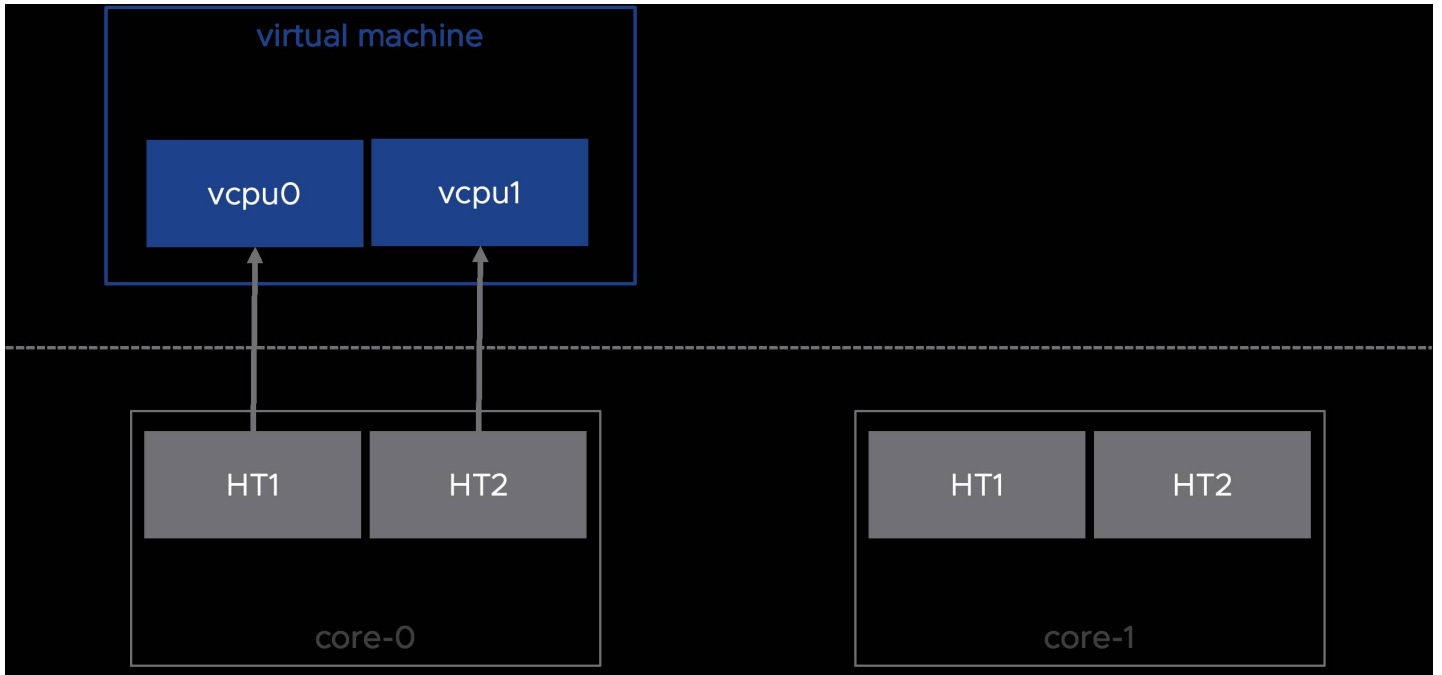 virtual machine
vcpu0
vcpu1
HT1
HT2
HT1
HT2
core-0
core-1